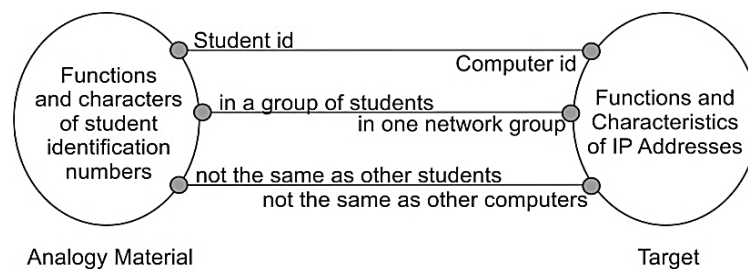 Functions
and characters
of student
identification
numbers
Student id
Computer id
in a group of students
in one network group
not the same as other students
not the same as other computers
Functions and
Characteristics
of IP Addresses
Analogy Material
Target